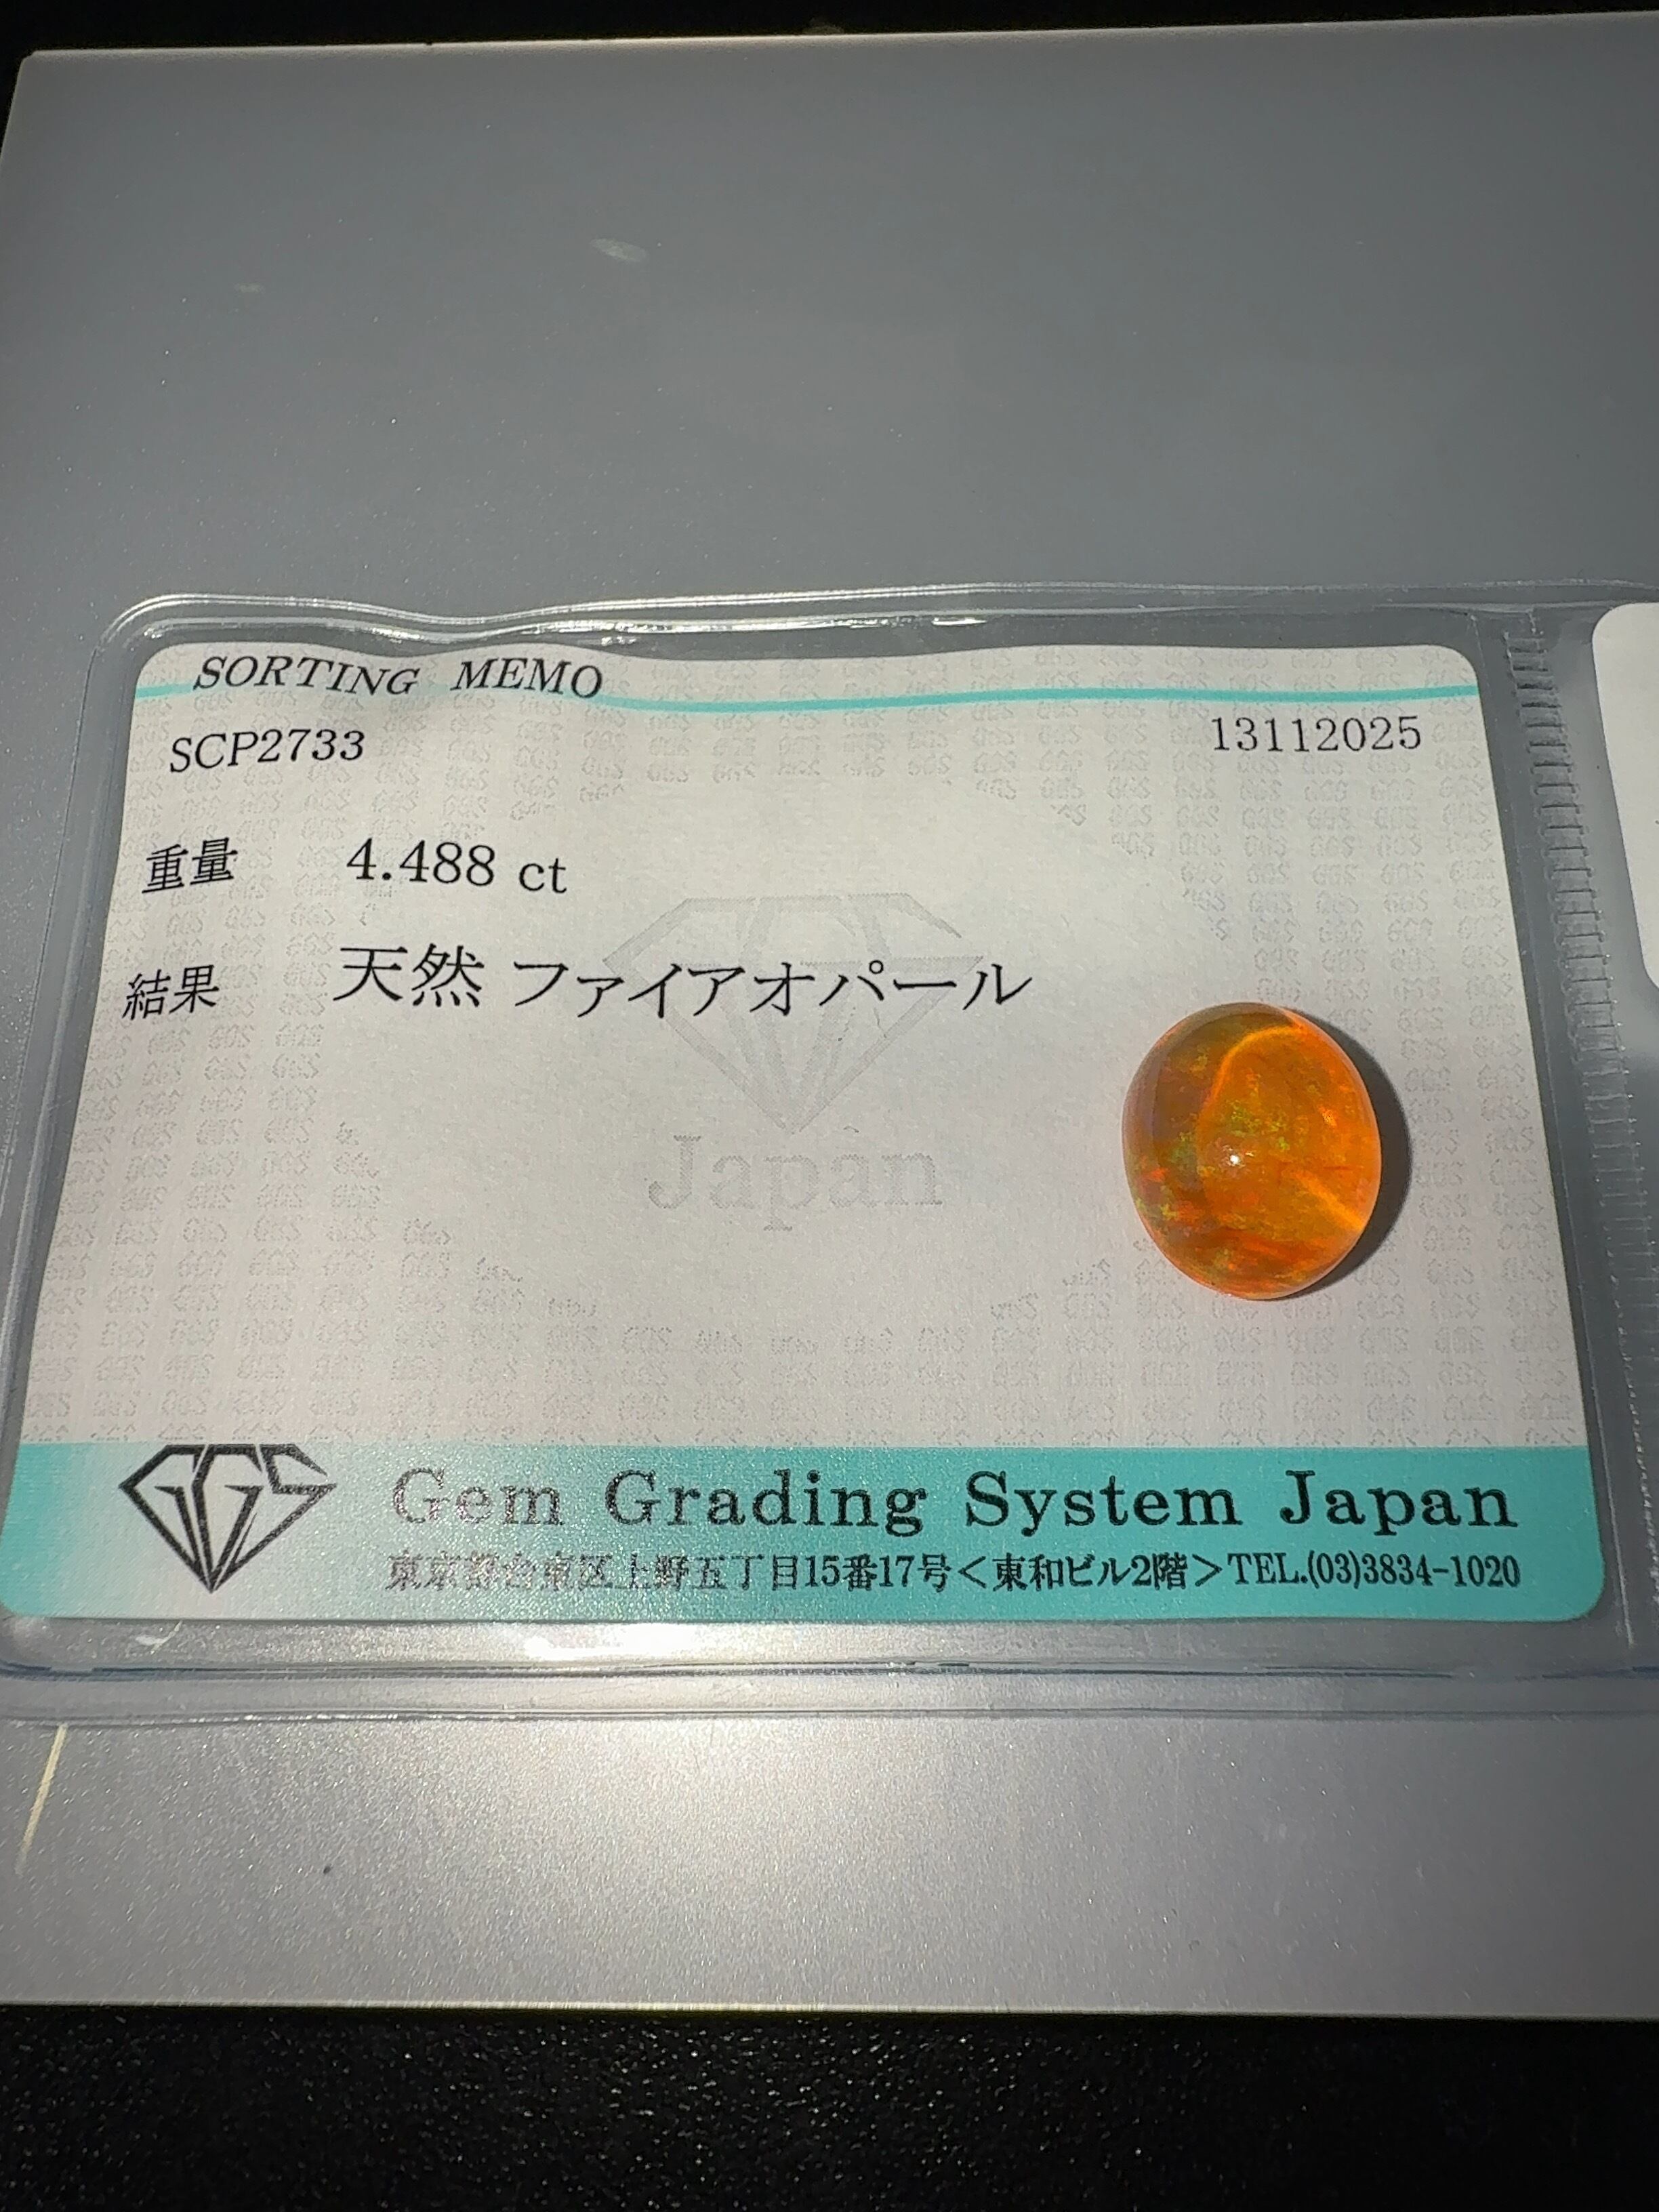 SORTING MEMO
SCP2733 13112025
重量 4.488 ct
結果 天然 ファイアオパール
Japan
GGS Gem Grading System Japan
東京都台東区上野五丁目15番17号＜東和ビル2階＞TEL.(03)3834-1020